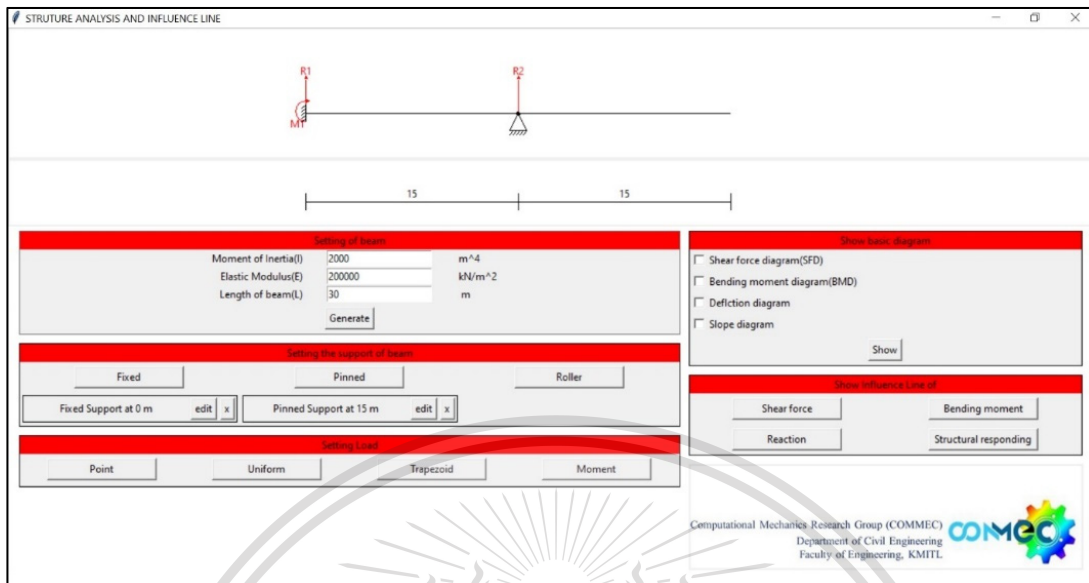 STRUTURE ANALYSIS AND INFLUENCE LINE
R1
R2
M1
15
15
Setting of beam
Moment of Inertia(I) 2000 m^4
Elastic Modulus(E) 200000 kN/m^2
Length of beam(L) 30 m
Generate
Setting the support of beam
Fixed Pinned Roller
Fixed Support at 0 m edit x Pinned Support at 15 m edit x
Setting Load
Point Uniform Trapezoid Moment
Show basic diagram
Shear force diagram(SFD)
Bending moment diagram(BMD)
Deflction diagram
Slope diagram
Show
Show Influence Line of
Shear force Bending moment
Reaction Structural responding
Computational Mechanics Research Group (COMMEC)
Department of Civil Engineering
Faculty of Engineering, KMITL
COMMEC